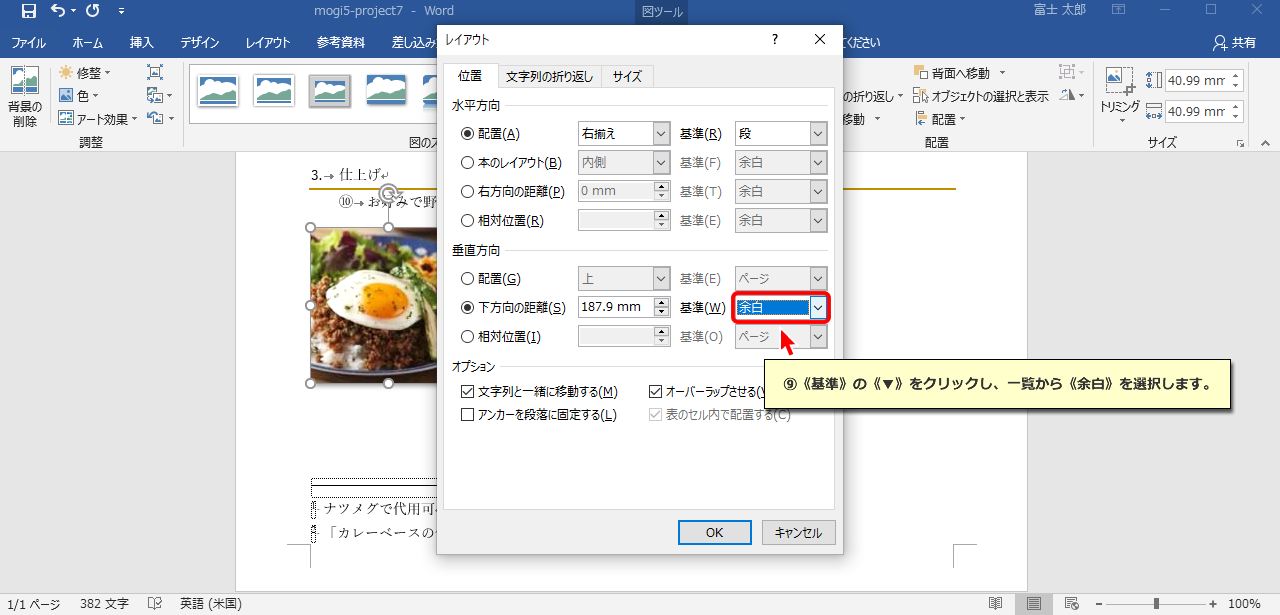 mogi5-project7 - Word
図ツール
富士 太郎
ファイル ホーム 挿入 デザイン レイアウト 参考資料 差し込み ください 共有
背景の
削除
修整
色
アート効果
調整
図のス
背面へ移動
の折り返し オブジェクトの選択と表示
移動 配置
配置
トリミング
40.99 mm
40.99 mm
サイズ
レイアウト ?
位置 文字列の折り返し サイズ
水平方向
配置(A) 右揃え 基準(R) 段
本のレイアウト(B) 内側 基準(F) 余白
右方向の距離(P) 0 mm 基準(T) 余白
相対位置(R) 基準(E) 余白
垂直方向
配置(G) 上 基準(E) ページ
下方向の距離(S) 187.9 mm 基準(W) 余白
相対位置(I) 基準(O) ページ
オプション
文字列と一緒に移動する(M) オーバーラップさせる(V
アンカーを段落に固定する(L) 表のセル内で配置する(C)
OK キャンセル
⑨《基準》の《▼》をクリックし、一覧から《余白》を選択します。
3.→ 仕上げ↵
⑩→ お好みで野
ナツメグで代用可
「カレーベースの
1/1 ページ 382 文字 英語 (米国) 100%